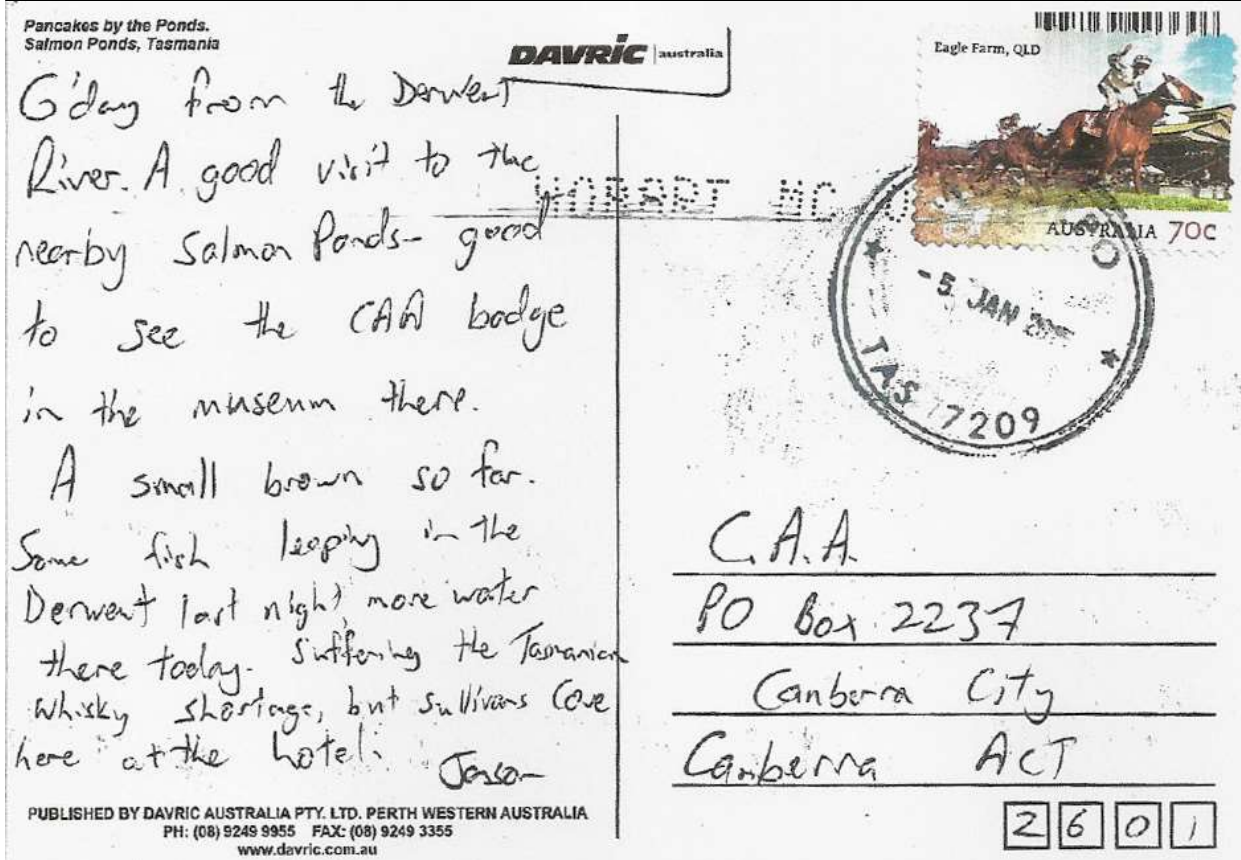 Pancakes by the Ponds.
Salmon Ponds, Tasmania
DAVRIC australia
Eagle Farm, QLD
AUSTRALIA 70c
G'day from the Derwent
River. A good visit to the
nearby Salmon Ponds- good
to see the CAA badge
in the museum there.
A small brown so far.
Some fish leaping in the
Derwent last night, more water
there today. Suffering the Tasmanian
Whisky shortage, but Sullivans Cove
here at the hotel.
Jason
HOBART MC
- 5 JAN
TAS 7209
C.A.A.
PO Box 2237
Canberra City
Canberra ACT
2601
PUBLISHED BY DAVRIC AUSTRALIA PTY. LTD. PERTH WESTERN AUSTRALIA
PH: (08) 9249 9955 FAX: (08) 9249 3355
www.davric.com.au